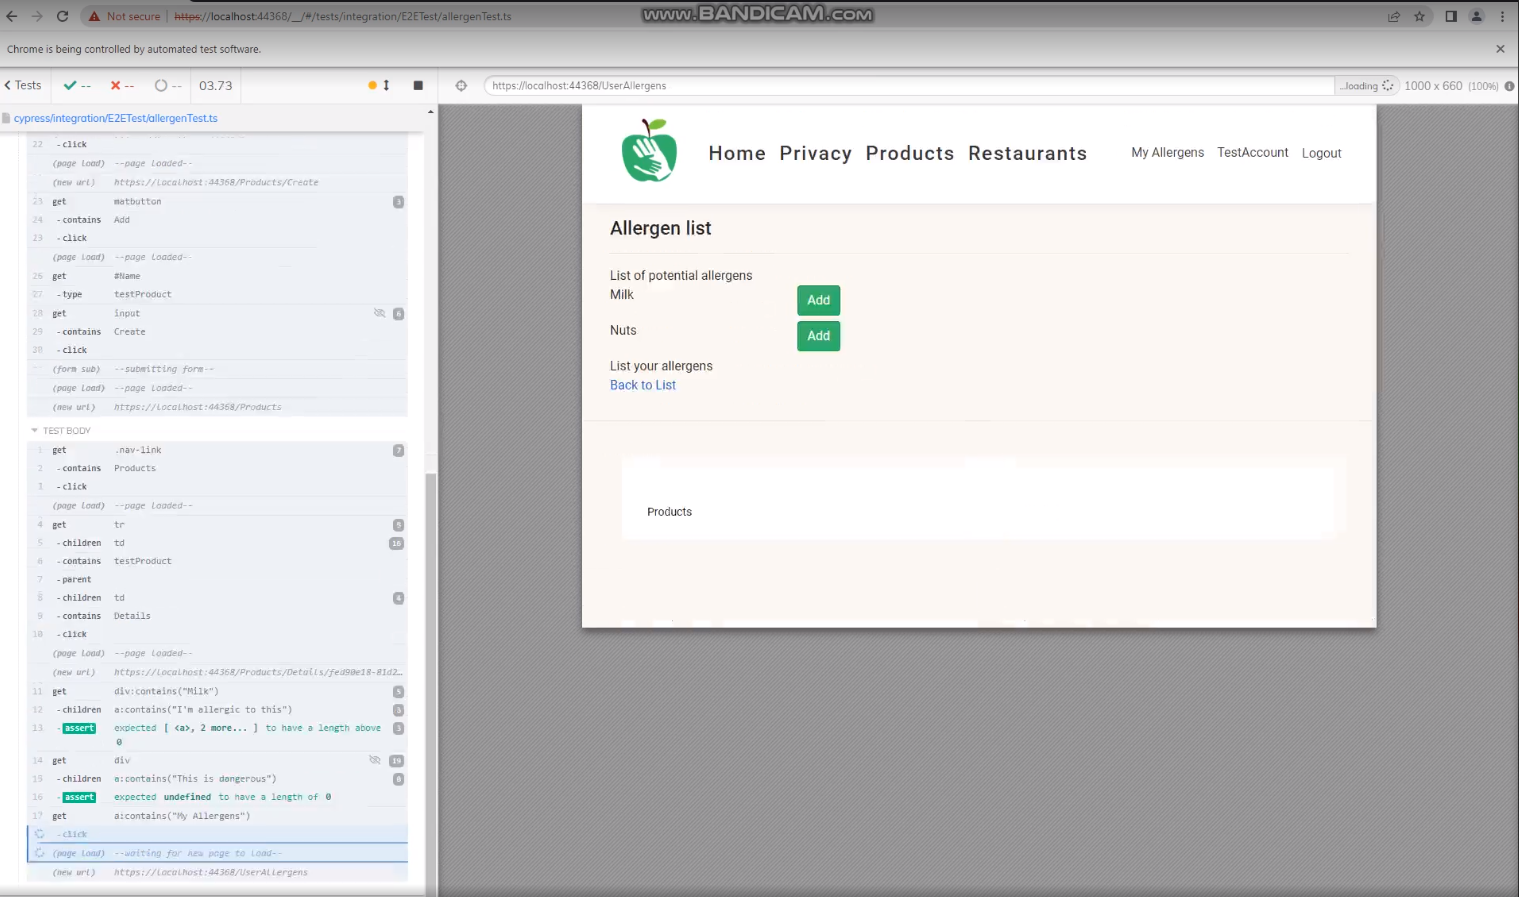 Not secure https://localhost:44368/__/#/tests/integration/E2ETest/allergenTest.ts
www.BANDICAM.com
Chrome is being controlled by automated test software.
Tests -- -- -- 03.73
https://localhost:44368/UserAllergens ...loading 1000 x 660 (100%)
cypress/integration/E2ETest/allergenTest.ts
22 -click
(page load) --page loaded--
(new url) https://localhost:44368/Products/Create
23 get matbutton 3
24 -contains Add
-click
(page load) --page loaded--
26 get #Name
27 -type testProduct
get input 6
29 -contains Create
30 -click
(form sub) --submitting form--
(page load) --page loaded--
(new url) https://localhost:44368/Products
TEST BODY
1 get .nav-link 7
2 -contains Products
-click
(page load) --page loaded--
4 get tr 5
5 -children td 16
6 -contains testProduct
7 -parent
8 -children td 4
9 -contains Details
10 -click
(page load) --page loaded--
(new url) https://localhost:44368/Products/Details/fed90e18-81d2...
11 get div:contains("Milk") 5
12 -children a:contains("I'm allergic to this") 3
13 -assert expected [ <a>, 2 more... ] to have a length above 3
0
14 get div 19
15 -children a:contains("This is dangerous") 0
16 -assert expected undefined to have a length of 0
17 get a:contains("My Allergens")
-click
(page load) --waiting for new page to load--
(new url) https://localhost:44368/UserAllergens
Home Privacy Products Restaurants My Allergens TestAccount Logout
Allergen list
List of potential allergens
Milk Add
Nuts Add
List your allergens
Back to List
Products